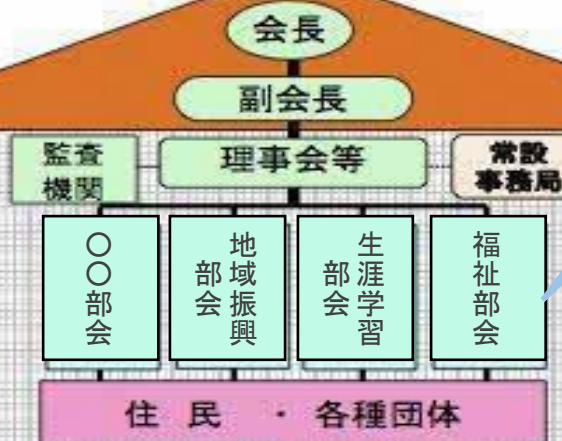 会長
副会長
監査
機関
理事会等
常設
事務局
〇〇部会
地域振興
部会
生涯学習
部会
福祉部会
住民・各種団体